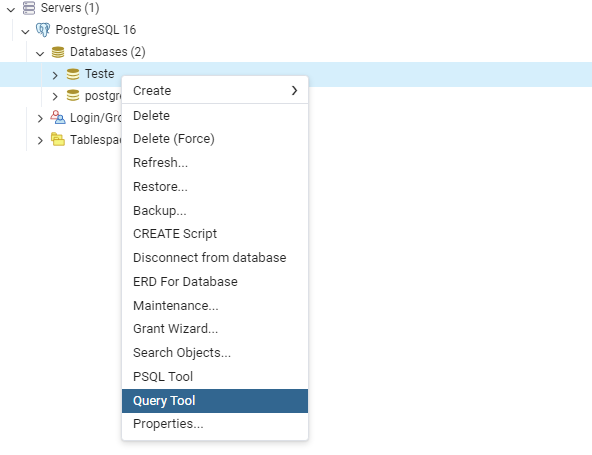 Servers (1)
PostgreSQL 16
Databases (2)
Teste
postgre
Login/Gro
Tablespac
Create
Delete
Delete (Force)
Refresh...
Restore...
Backup...
CREATE Script
Disconnect from database
ERD For Database
Maintenance...
Grant Wizard...
Search Objects...
PSQL Tool
Query Tool
Properties...